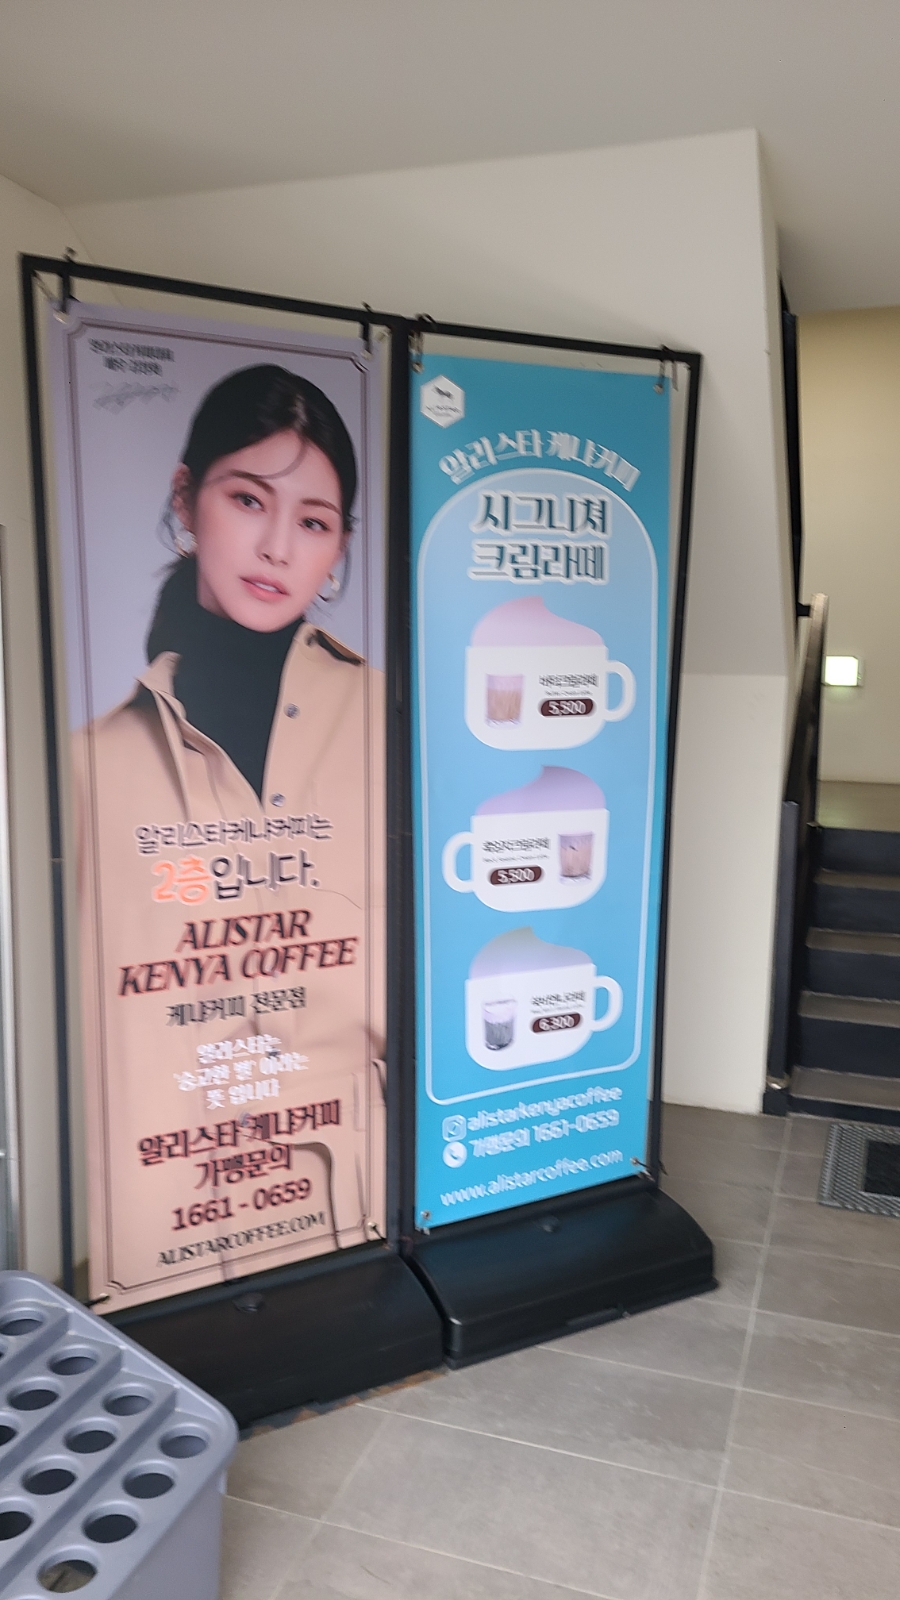 알리스타케냐커피는
2층입니다.
ALISTAR
KENYA COFFEE
케냐커피 전문점
알리스타는
'숭고한 별' 이라는
뜻 입니다
알리스타 케냐커피
가맹문의
1661 - 0659
ALISTARCOFFEE.COM
알리스타 케냐커피
시그니쳐
크림라떼
5,500
5,500
6,300
alistarkenyacoffee
가맹문의 1661-0659
www.alistarcoffee.com